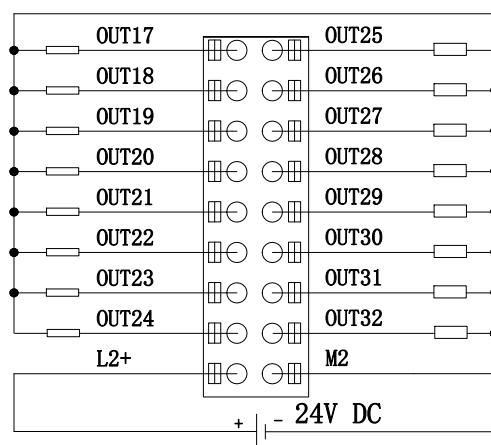 OUT17 OUT25
OUT18 OUT26
OUT19 OUT27
OUT20 OUT28
OUT21 OUT29
OUT22 OUT30
OUT23 OUT31
OUT24 OUT32
L2+ M2
+ - 24V DC